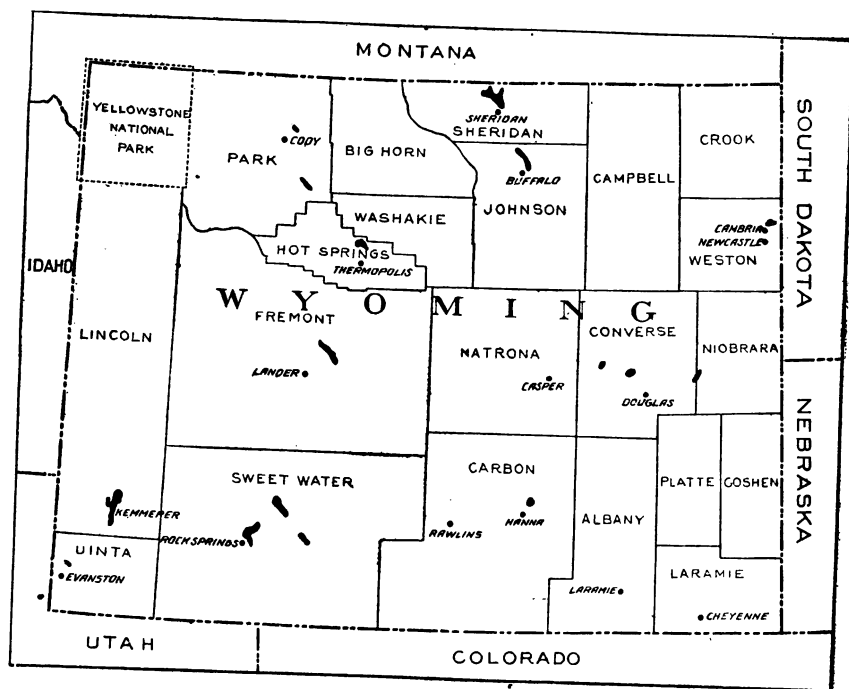 MONTANA
YELLOWSTONE
NATIONAL
PARK
CODY
PARK
BIG HORN
SHERIDAN
SHERIDAN
BUFFALO
JOHNSON
CAMPBELL
CROOK
SOUTH DAKOTA
WASHAKIE
HOT SPRINGS
THERMOPOLIS
CAMBRIA
NEWCASTLE
WESTON
IDAHO
WYOMING
LINCOLN
FREMONT
LANDER
NATRONA
CASPER
CONVERSE
DOUGLAS
NIOBRARA
NEBRASKA
KEMMERER
SWEET WATER
ROCKSPRINGS
CARBON
RAWLINS
HANNA
ALBANY
PLATTE
GOSHEN
UINTA
EVANSTON
LARAMIE
LARAMIE
CHEYENNE
UTAH
COLORADO